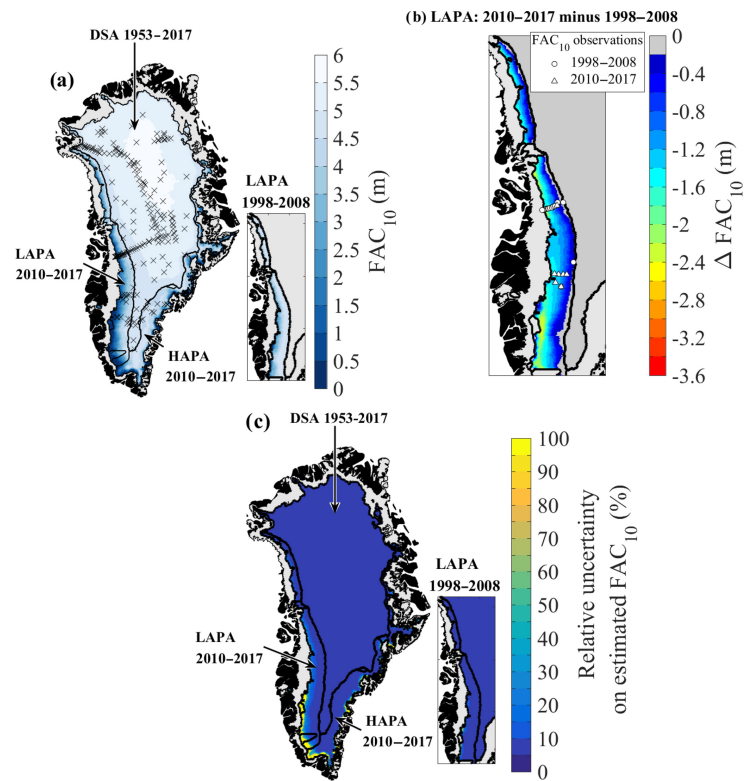 DSA 1953–2017
(a)
LAPA
1998–2008
LAPA
2010–2017
HAPA
2010–2017
6
5.5
5
4.5
4
3.5
3
2.5
2
1.5
1
0.5
0
FAC10 (m)
(b) LAPA: 2010–2017 minus 1998–2008
FAC10 observations
1998–2008
2010–2017
0
-0.4
-0.8
-1.2
-1.6
-2
-2.4
-2.8
-3.2
-3.6
Δ FAC10 (m)
(c)
DSA 1953-2017
LAPA
1998–2008
LAPA
2010–2017
HAPA
2010–2017
100
90
80
70
60
50
40
30
20
10
0
Relative uncertainty
on estimated FAC10 (%)